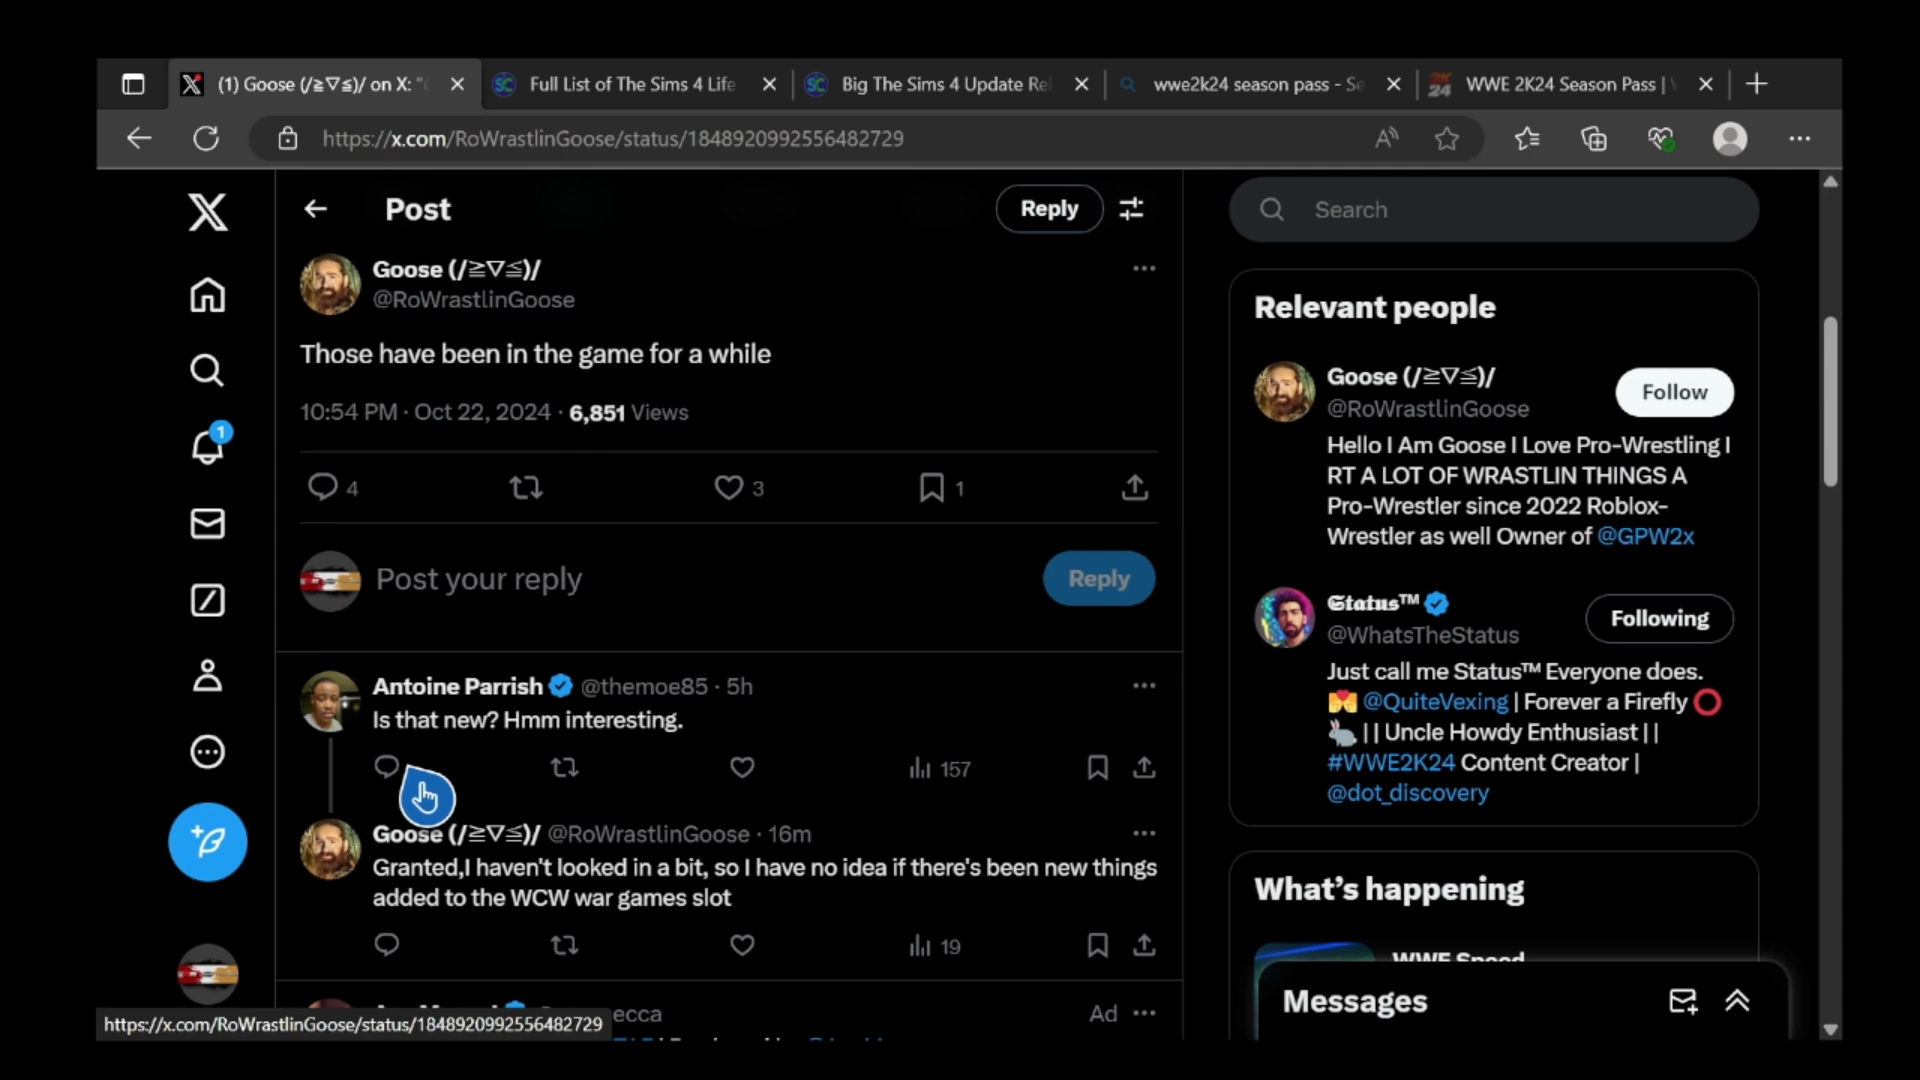 (1) Goose (/≥∇≤)/ on X: "
Full List of The Sims 4 Life
Big The Sims 4 Update Rel
wwe2k24 season pass - Se
WWE 2K24 Season Pass |
https://x.com/RoWrastlinGoose/status/1848920992556482729
Post
Reply
Goose (/≧∇≦)/
@RoWrastlinGoose
Those have been in the game for a while
10:54 PM · Oct 22, 2024 · 6,851 Views
4
3
1
Post your reply
Reply
Antoine Parrish @themoe85 · 5h
Is that new? Hmm interesting.
157
Goose (/≧∇≦)/ @RoWrastlinGoose · 16m
Granted,I haven't looked in a bit, so I have no idea if there's been new things
added to the WCW war games slot
19
ecca
Ad
https://x.com/RoWrastlinGoose/status/1848920992556482729
1
Search
Relevant people
Goose (/≧∇≦)/
@RoWrastlinGoose
Follow
Hello I Am Goose I Love Pro-Wrestling I
RT A LOT OF WRASTLIN THINGS A
Pro-Wrestler since 2022 Roblox-
Wrestler as well Owner of @GPW2x
𝕾𝖙𝖆𝖙𝖚𝖘™
@WhatsTheStatus
Following
Just call me Status™ Everyone does.
@QuiteVexing | Forever a Firefly ⭕
🐇 || Uncle Howdy Enthusiast ||
#WWE2K24 Content Creator |
@dot_discovery
What's happening
WWE Speed
Messages